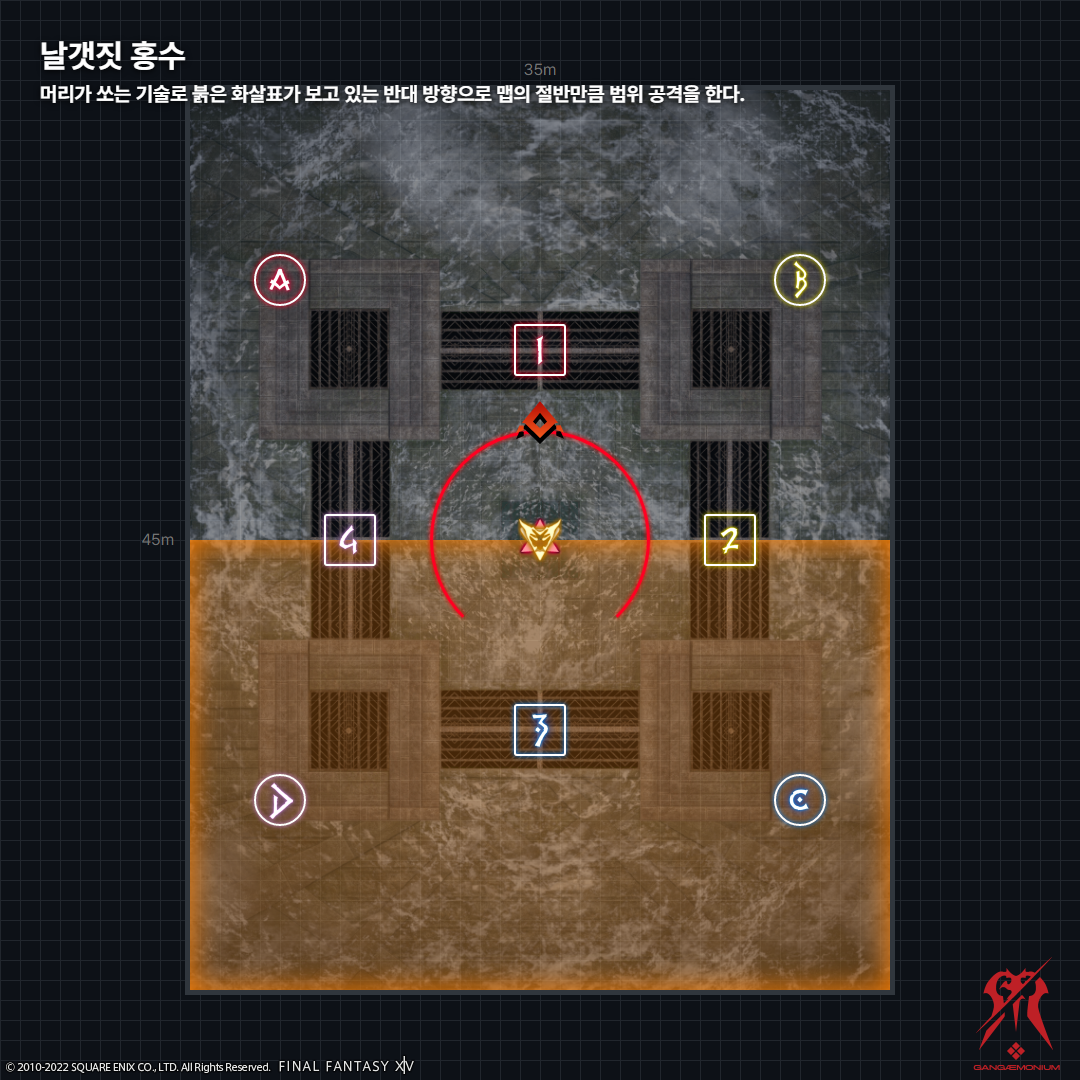 날갯짓 홍수
35m
머리가 쏘는 기술로 붉은 화살표가 보고 있는 반대 방향으로 맵의 절반만큼 범위 공격을 한다.
A
B
1
45m
4
2
3
D
C
© 2010-2022 SQUARE ENIX CO., LTD. All Rights Reserved. FINAL FANTASY XIV
GANGÆMONIUM